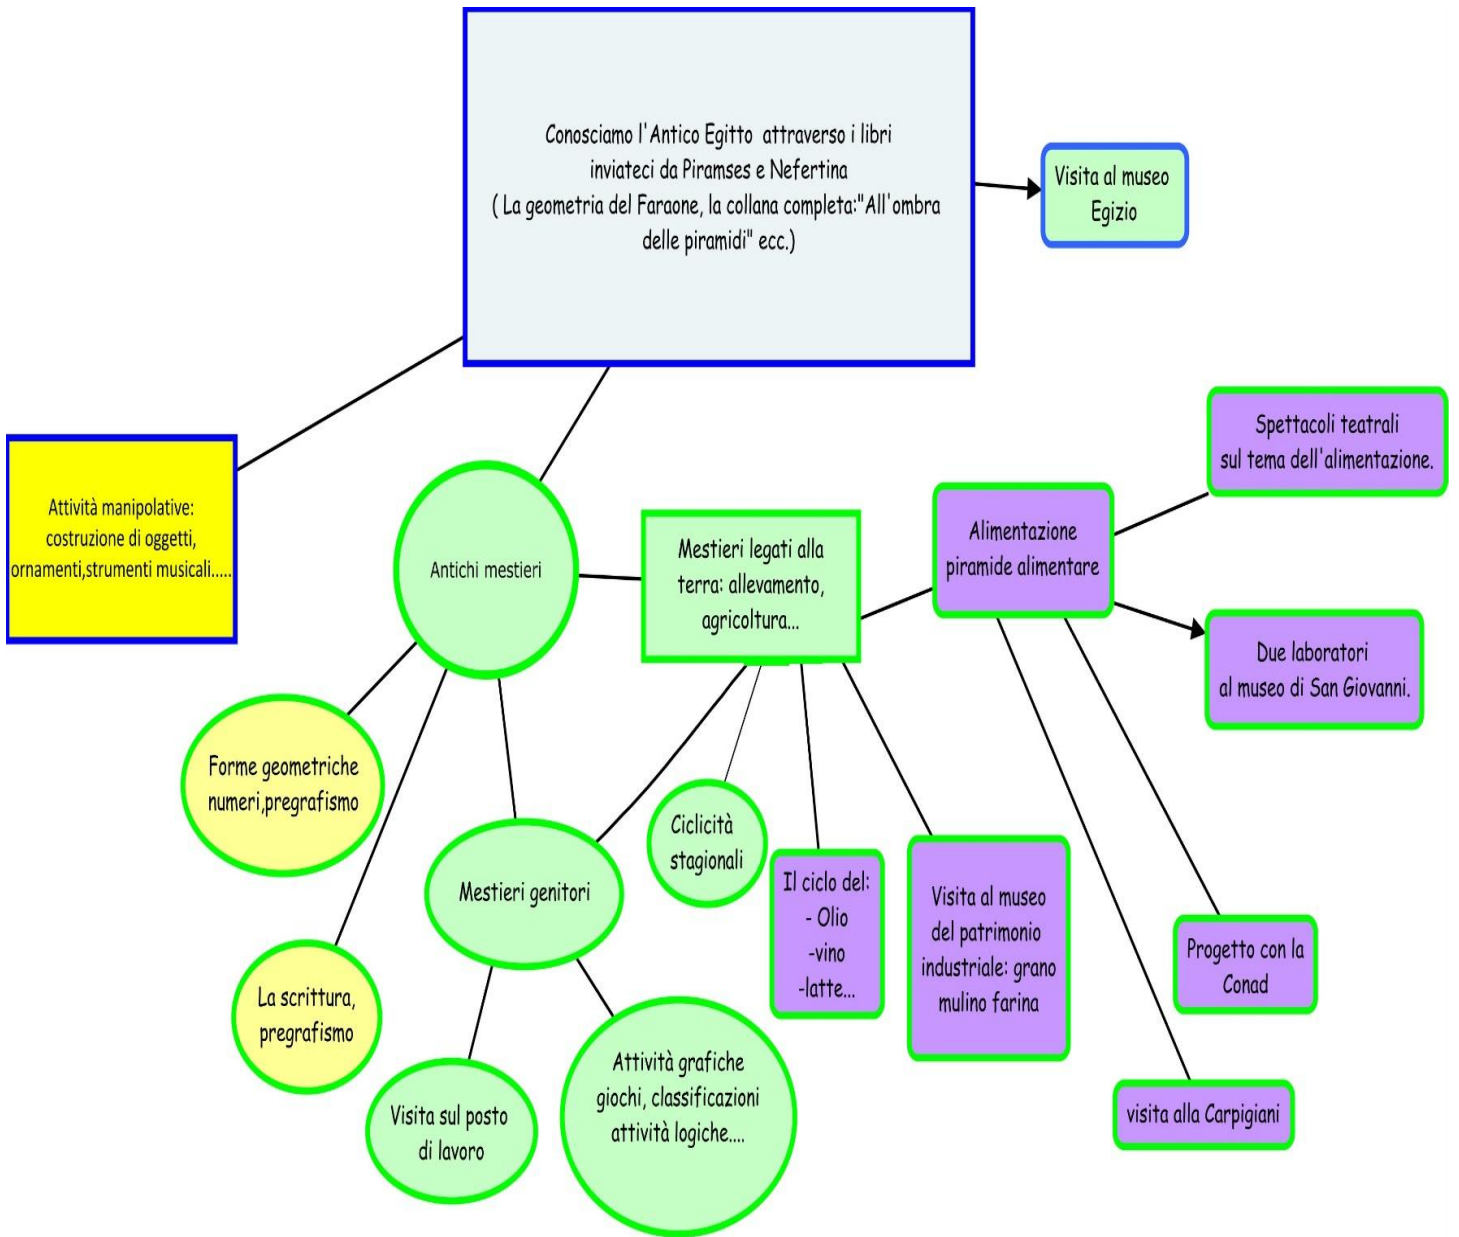 Conosciamo l'Antico Egitto attraverso i libri
inviateci da Piramses e Nefertina
( La geometria del Faraone, la collana completa:"All'ombra
delle piramidi" ecc.)
Visita al museo
Egizio
Attività manipolative:
costruzione di oggetti,
ornamenti,strumenti musicali.....
Antichi mestieri
Mestieri legati alla
terra: allevamento,
agricoltura...
Alimentazione
piramide alimentare
Spettacoli teatrali
sul tema dell'alimentazione.
Due laboratori
al museo di San Giovanni.
Forme geometriche
numeri,pregrafismo
La scrittura,
pregrafismo
Mestieri genitori
Ciclicità
stagionali
Il ciclo del:
- Olio
-vino
-latte...
Visita al museo
del patrimonio
industriale: grano
mulino farina
Progetto con la
Conad
visita alla Carpigiani
Visita sul posto
di lavoro
Attività grafiche
giochi, classificazioni
attività logiche....